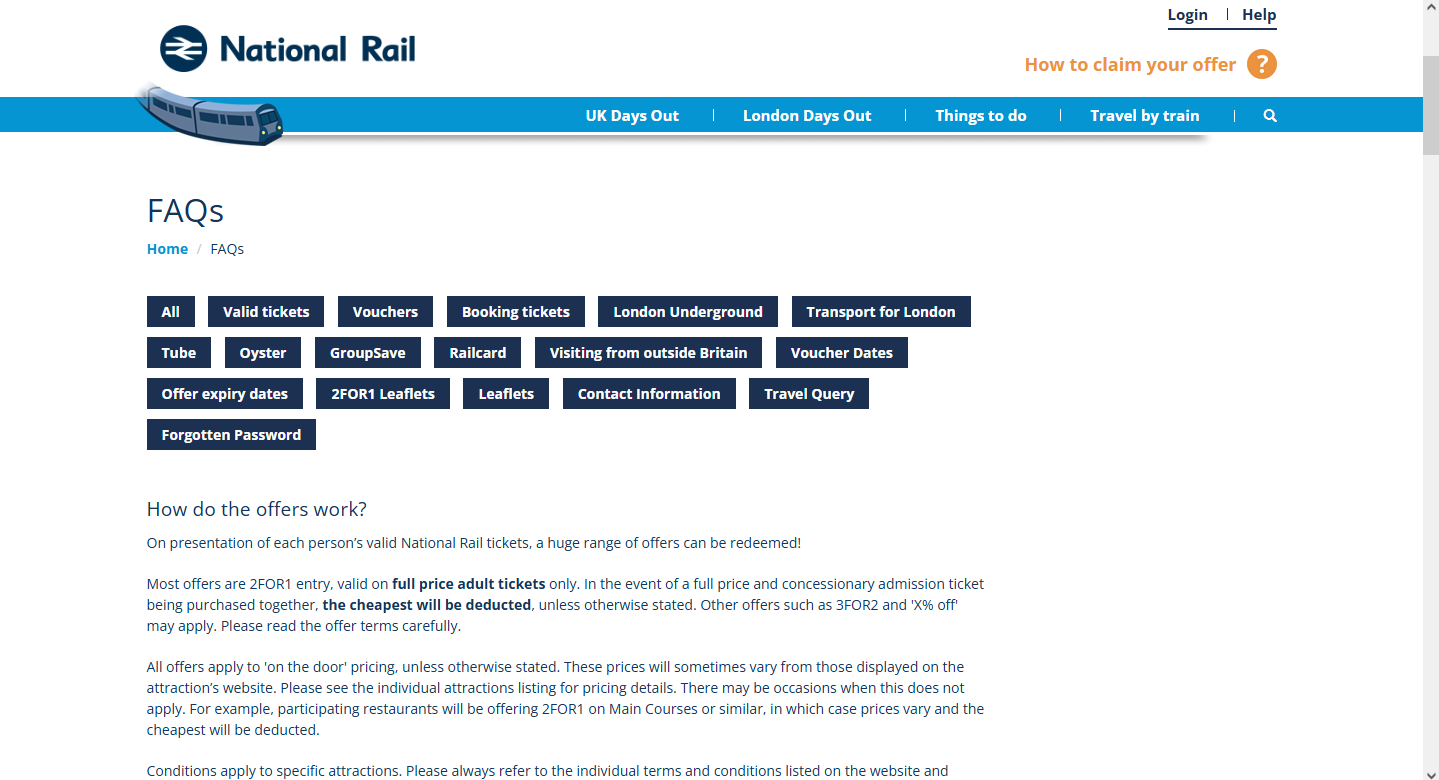 Login
Help
National Rail
How to claim your offer ?
UK Days Out
London Days Out
Things to do
Travel by train
FAQs
Home / FAQs
All
Valid tickets
Vouchers
Booking tickets
London Underground
Transport for London
Tube
Oyster
GroupSave
Railcard
Visiting from outside Britain
Voucher Dates
Offer expiry dates
2FOR1 Leaflets
Leaflets
Contact Information
Travel Query
Forgotten Password
How do the offers work?
On presentation of each person’s valid National Rail tickets, a huge range of offers can be redeemed!
Most offers are 2FOR1 entry, valid on full price adult tickets only. In the event of a full price and concessionary admission ticket
being purchased together, the cheapest will be deducted, unless otherwise stated. Other offers such as 3FOR2 and 'X% off'
may apply. Please read the offer terms carefully.
All offers apply to 'on the door' pricing, unless otherwise stated. These prices will sometimes vary from those displayed on the
attraction’s website. Please see the individual attractions listing for pricing details. There may be occasions when this does not
apply. For example, participating restaurants will be offering 2FOR1 on Main Courses or similar, in which case prices vary and the
cheapest will be deducted.
Conditions apply to specific attractions. Please always refer to the individual terms and conditions listed on the website and